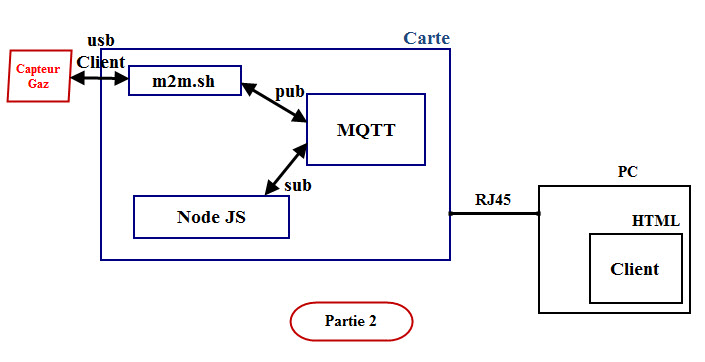 Carte
usb
Client
Capteur
Gaz
m2m.sh
pub
MQTT
sub
Node JS
RJ45
PC
HTML
Client
Partie 2